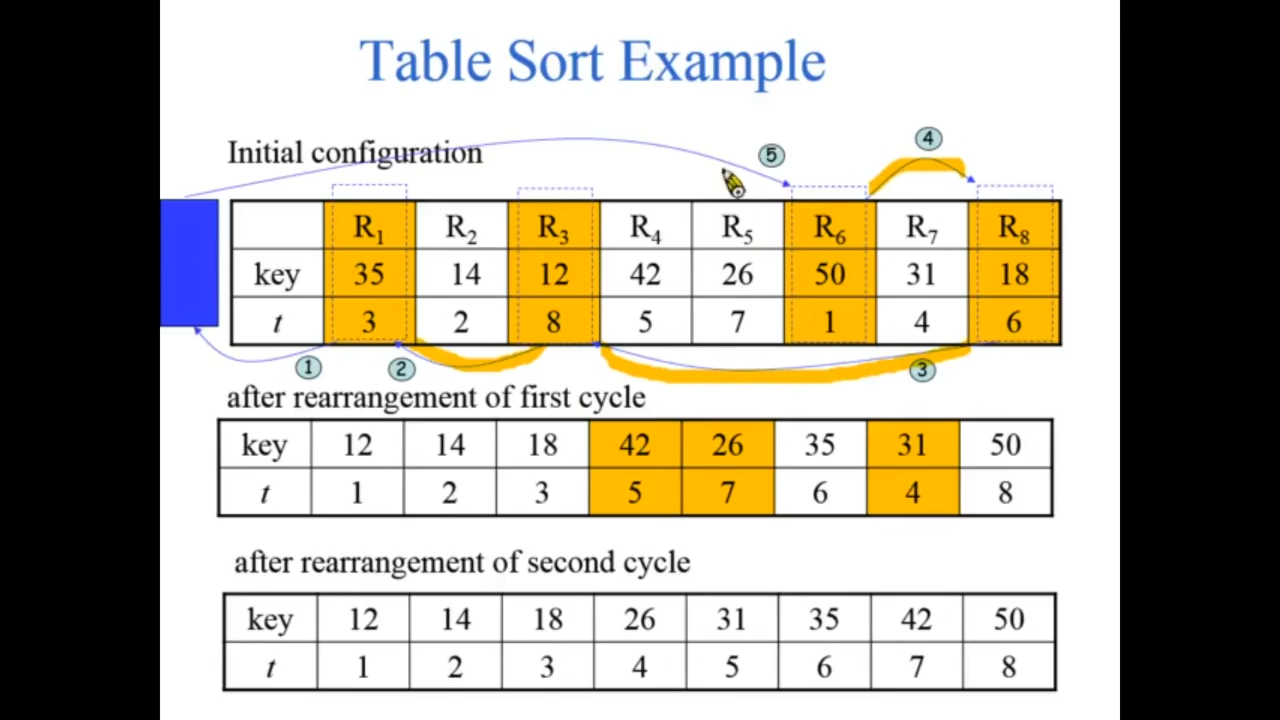 Table Sort Example
Initial configuration
5
4
R₁ R₂ R₃ R₄ R₅ R₆ R₇ R₈
key 35 14 12 42 26 50 31 18
t 3 2 8 5 7 1 4 6
1 2 3
after rearrangement of first cycle
key 12 14 18 42 26 35 31 50
t 1 2 3 5 7 6 4 8
after rearrangement of second cycle
key 12 14 18 26 31 35 42 50
t 1 2 3 4 5 6 7 8